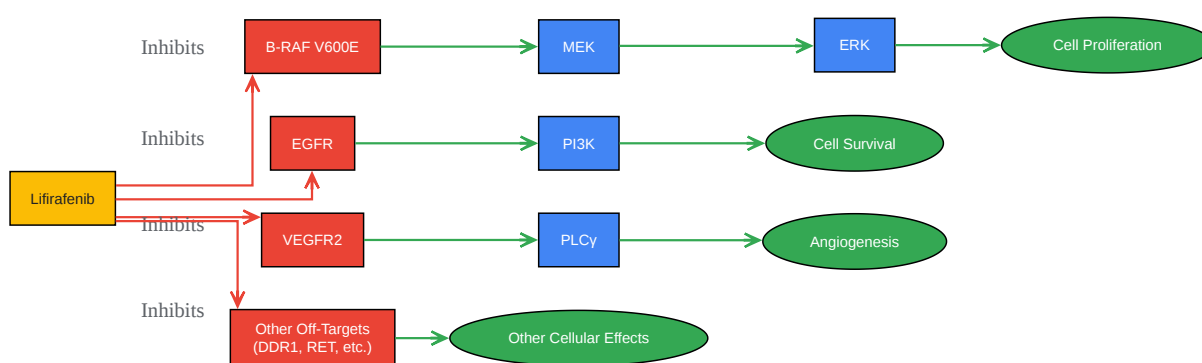 Inhibits
B-RAF V600E
MEK
ERK
Cell Proliferation
Inhibits
EGFR
PI3K
Cell Survival
Lifirafenib
Inhibits
VEGFR2
PLCγ
Angiogenesis
Inhibits
Other Off-Targets
(DDR1, RET, etc.)
Other Cellular Effects